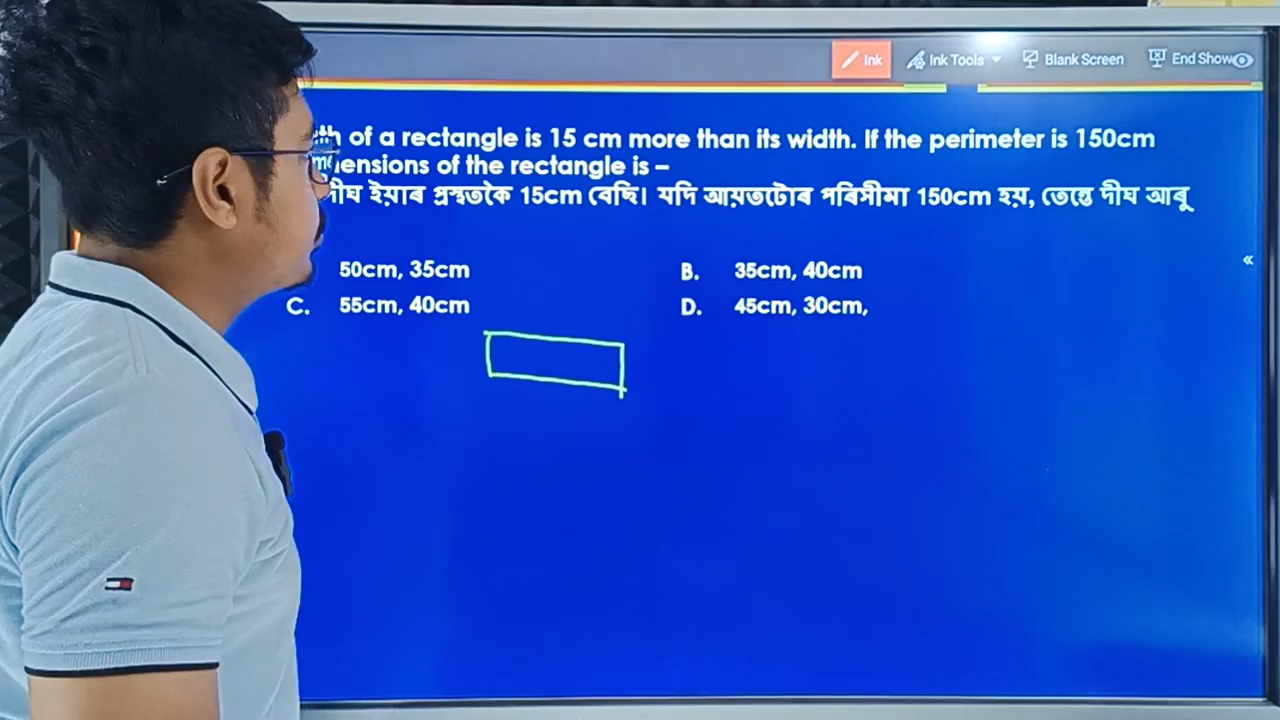 Ink Ink Tools Blank Screen End Show
of a rectangle is 15 cm more than its width. If the perimeter is 150cm
of the rectangle is –
ইয়াৰ প্ৰস্থতকৈ 15cm বেছি। যদি আয়তটোৰ পৰিসীমা 150cm হয়, তেন্তে দীঘ আৰু
50cm, 35cm B. 35cm, 40cm
C. 55cm, 40cm D. 45cm, 30cm,